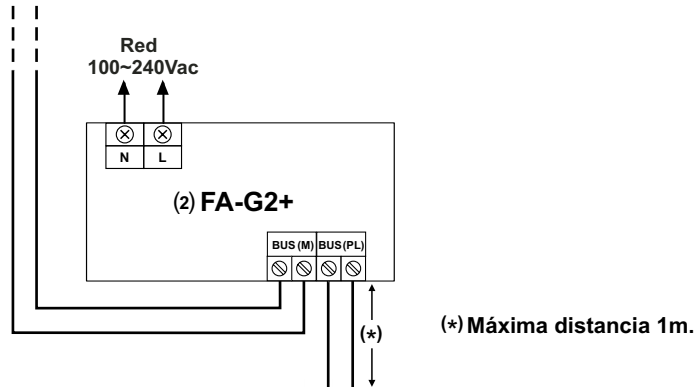 Red
100~240Vac
N L
(2) FA-G2+
BUS (M) BUS (PL)
(*)
(*) Máxima distancia 1m.